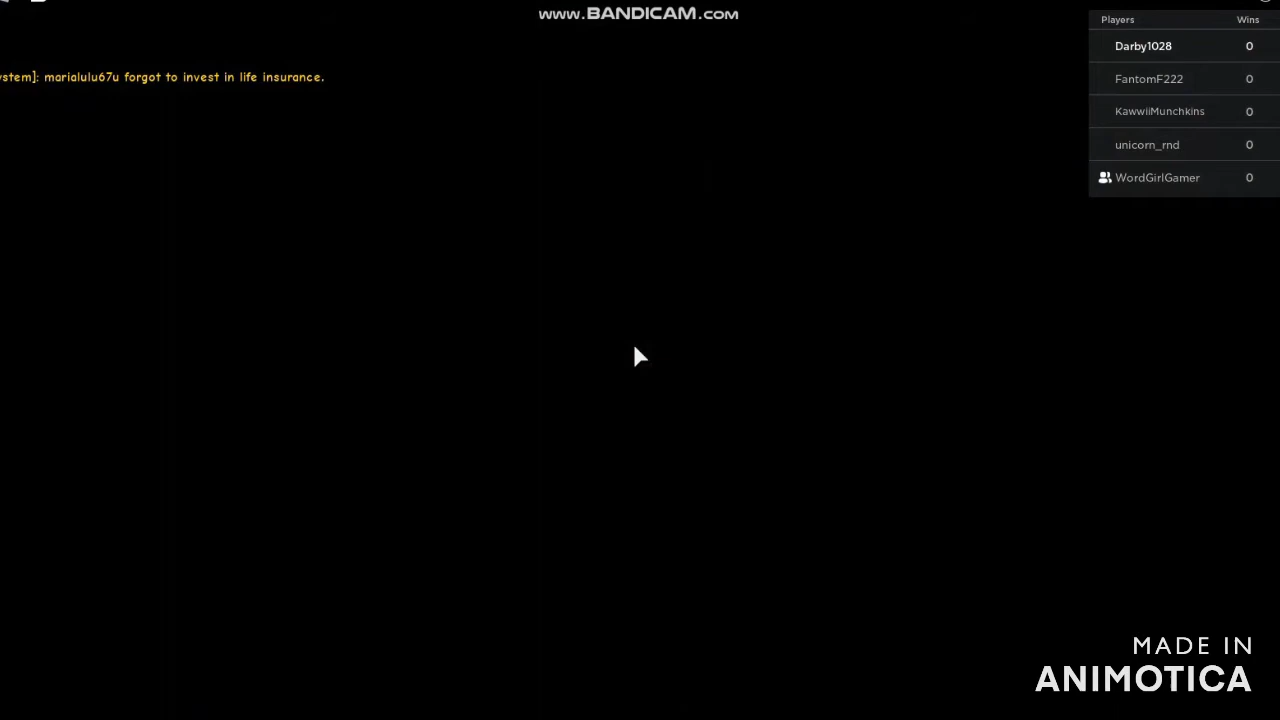 www.BANDICAM.com
Players Wins
Darby1028 0
FantomF222 0
KawwiiMunchkins 0
unicorn_rnd 0
WordGirlGamer 0
ystem]: marialulu67u forgot to invest in life insurance.
MADE IN
ANIMOTICA